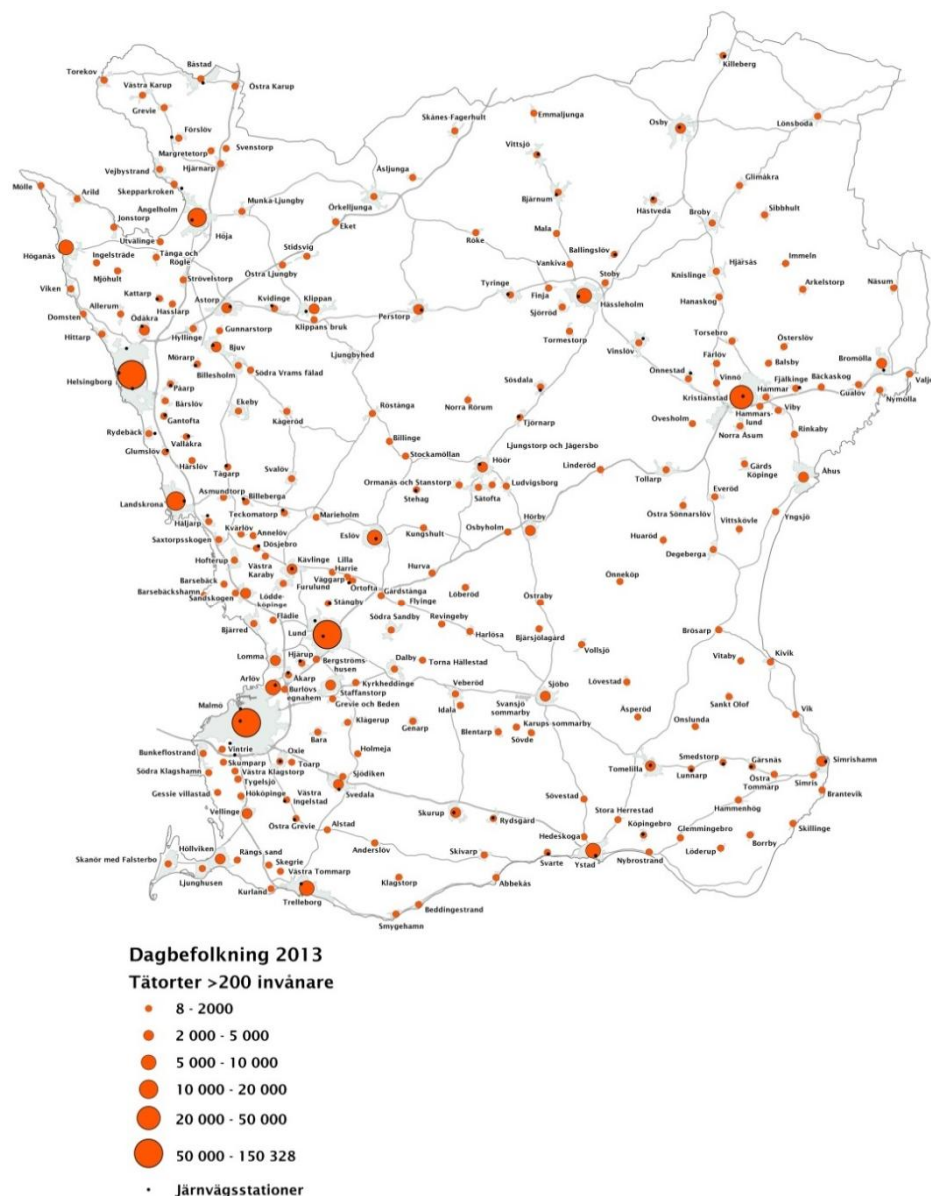 Killeberg
Båstad
Torekov
Östra Karup
Västra Karup
Grevie
Skånes-Fagerhult
Emmaljunga
Osby
Lönsboda
Förslöv
Svenstorp
Margretetorp
Vittsjö
Hjärnarp
Vejbystrand
Åsljunga
Glimåkra
Mölle
Skepparkroken
Arild
Örkelljunga
Bjärnum
Hästveda
Ängelholm
Munka-Ljungby
Sibbhult
Jonstorp
Broby
Höja
Eket
Röke
Mala
Utvälinge
Höganäs
Stidsvig
Ballingslöv
Ingelsträde
Tånga och
Rögle
Vankiva
Hjärsås
Immeln
Mjöhult
Östra Ljungby
Knislinge
Stoby
Strövelstorp
Viken
Tyringe
Finja
Arkelstorp
Näsum
Kattarp
Åstorp
Kvidinge
Klippan
Hässleholm
Hanaskog
Hasslarp
Allerum
Sjörröd
Domsten
Perstorp
Ödåkra
Klippans bruk
Hittarp
Gunnarstorp
Tormestorp
Torsebro
Hyllinge
Österslöv
Bjuv
Ljungbyhed
Vinslöv
Mörarp
Färlöv
Balsby
Bromölla
Billesholm
Södra Vrams fälad
Önnestad
Vinnö
Fjälkinge
Helsingborg
Sösdala
Bäckaskog
Valje
Påarp
Kristianstad
Hammar
Gualöv
Nymölla
Bårslöv
Ekeby
Norra Rörum
Hammars-
lund
Viby
Gantofta
Kågeröd
Röstånga
Tjörnarp
Ovesholm
Norra Åsum
Rinkaby
Rydebäck
Vallåkra
Billinge
Ljungstorp och Jägersbo
Glumslöv
Stockamöllan
Härslöv
Höör
Linderöd
Gärds
Köpinge
Tågarp
Svalöv
Åhus
Tollarp
Ormanäs och Stanstorp
Asmundtorp
Stehag
Sätofta
Ludvigsborg
Everöd
Landskrona
Billeberga
Östra Sönnarslöv
Teckomatorp
Marieholm
Hörby
Yngsjö
Häljarp
Vittskövle
Kvärlöv
Annelöv
Eslöv
Kungshult
Osbyholm
Saxtorpsskogen
Dösjebro
Huaröd
Degeberga
Hofterup
Kävlinge
Lilla
Harrie
Västra
Karaby
Väggarp
Hurva
Barsebäck
Furulund
Örtofta
Löberöd
Önneköp
Gårdstånga
Barsebäckshamn
Sandskogen
Lödde-
köpinge
Stångby
Flyinge
Östraby
Södra Sandby
Revingeby
Flädie
Bjärred
Harlösa
Bjärsjölagård
Brösarp
Lund
Vollsjö
Hjärup
Bergströms-
husen
Lomma
Dalby
Torna Hällestad
Vitaby
Kivik
Åkarp
Arlöv
Kyrkheddinge
Burlövs
egnahem
Staffanstorp
Veberöd
Sjöbo
Lövestad
Grevie och Beden
Svansjö
sommarby
Sankt Olof
Malmö
Idala
Klågerup
Äsperöd
Vik
Genarp
Karups sommarby
Onslunda
Bara
Blentarp
Sövde
Vintrie
Oxie
Holmeja
Bunkeflostrand
Smedstorp
Gärsnäs
Skumparp
Toarp
Simrishamn
Södra Klagshamn
Västra Klagstorp
Sjödiken
Tomelilla
Tygelsjö
Lunnarp
Östra
Tommarp
Simris
Gessie villastad
Hököpinge
Västra
Ingelstad
Svedala
Brantevik
Sövestad
Stora Herrestad
Hammenhög
Vellinge
Skurup
Rydsgård
Köpingebro
Östra Grevie
Alstad
Skillinge
Hedeskoga
Glemmingebro
Höllviken
Borrby
Rängs sand
Anderslöv
Löderup
Skanör med Falsterbo
Skivarp
Skegrie
Svarte
Ystad
Nybrostrand
Ljunghusen
Västra Tommarp
Klagstorp
Abbekås
Kurland
Trelleborg
Beddingestrand
Smygehamn
Dagbefolkning 2013
Tätorter >200 invånare
8 - 2000
2 000 - 5 000
5 000 - 10 000
10 000 - 20 000
20 000 - 50 000
50 000 - 150 328
Järnvägsstationer